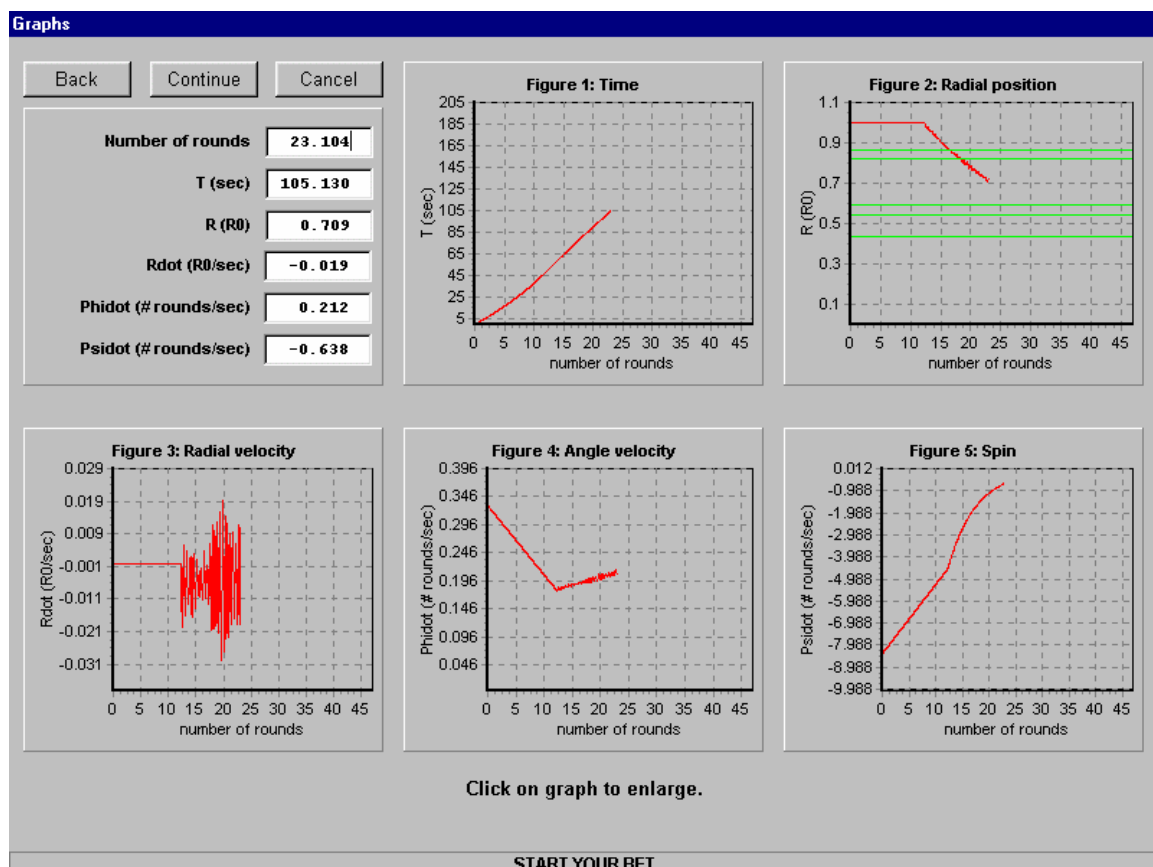 Graphs
Back Continue Cancel
Number of rounds 23.104
T (sec) 105.130
R (R0) 0.709
Rdot (R0/sec) -0.019
Phidot (# rounds/sec) 0.212
Psidot (# rounds/sec) -0.638
Figure 1: Time
205
185
165
145
125
105
85
65
45
25
5
T (sec)
0 5 10 15 20 25 30 35 40 45
number of rounds
Figure 2: Radial position
1.1
0.9
0.7
0.5
0.3
0.1
R (R0)
0 5 10 15 20 25 30 35 40 45
number of rounds
Figure 3: Radial velocity
0.029
0.019
0.009
-0.001
-0.011
-0.021
-0.031
Rdot (R0/sec)
0 5 10 15 20 25 30 35 40 45
number of rounds
Figure 4: Angle velocity
0.396
0.346
0.296
0.246
0.196
0.146
0.096
0.046
Phidot (# rounds/sec)
0 5 10 15 20 25 30 35 40 45
number of rounds
Figure 5: Spin
0.012
-0.988
-1.988
-2.988
-3.988
-4.988
-5.988
-6.988
-7.988
-8.988
-9.988
Psidot (# rounds/sec)
0 5 10 15 20 25 30 35 40 45
number of rounds
Click on graph to enlarge.
START YOUR BET